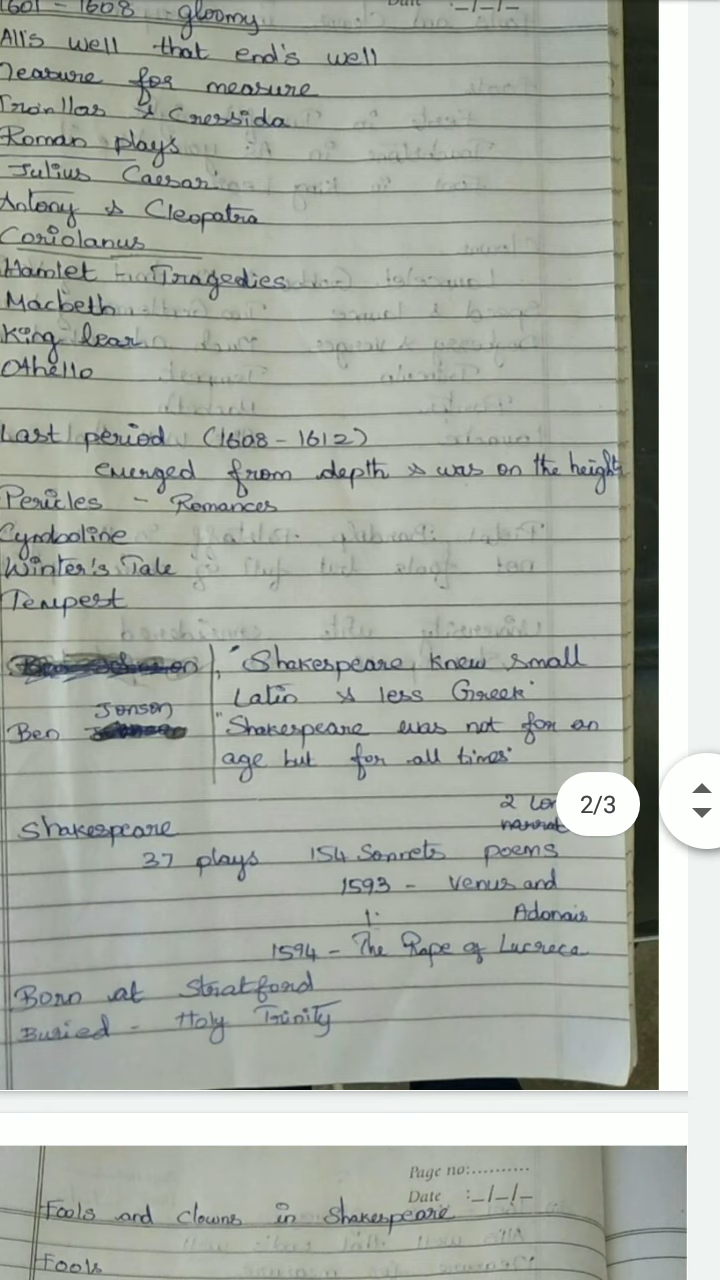 1601 - 1608 - gloomy
Date :-/-/-
All's well that end's well
Measure for measure
Troillas & Cressida
Roman plays
Julius Caesar
Antony & Cleopatra
Coriolanus
Hamlet - Tragedies
Macbeth
King lear
Othello
Last period (1608 - 1612)
emerged from depth & was on the height
Pericles - Romances
Cymboline
Winter's Tale
Tempest
"Shakespeare knew small
Latin & less Greek"
Ben Jonson
"Shakespeare was not for an
age but for all times"
2
2/3
Shakespeare
37 plays 154 Sonnets poems
1593 - Venus and
Adonais
1594 - The Rape of Lucrece
Born at Stratford
Buried - Holy Trinity
Page no:..........
Date :-/-/-
Fools and clowns in Shakespeare
Fools